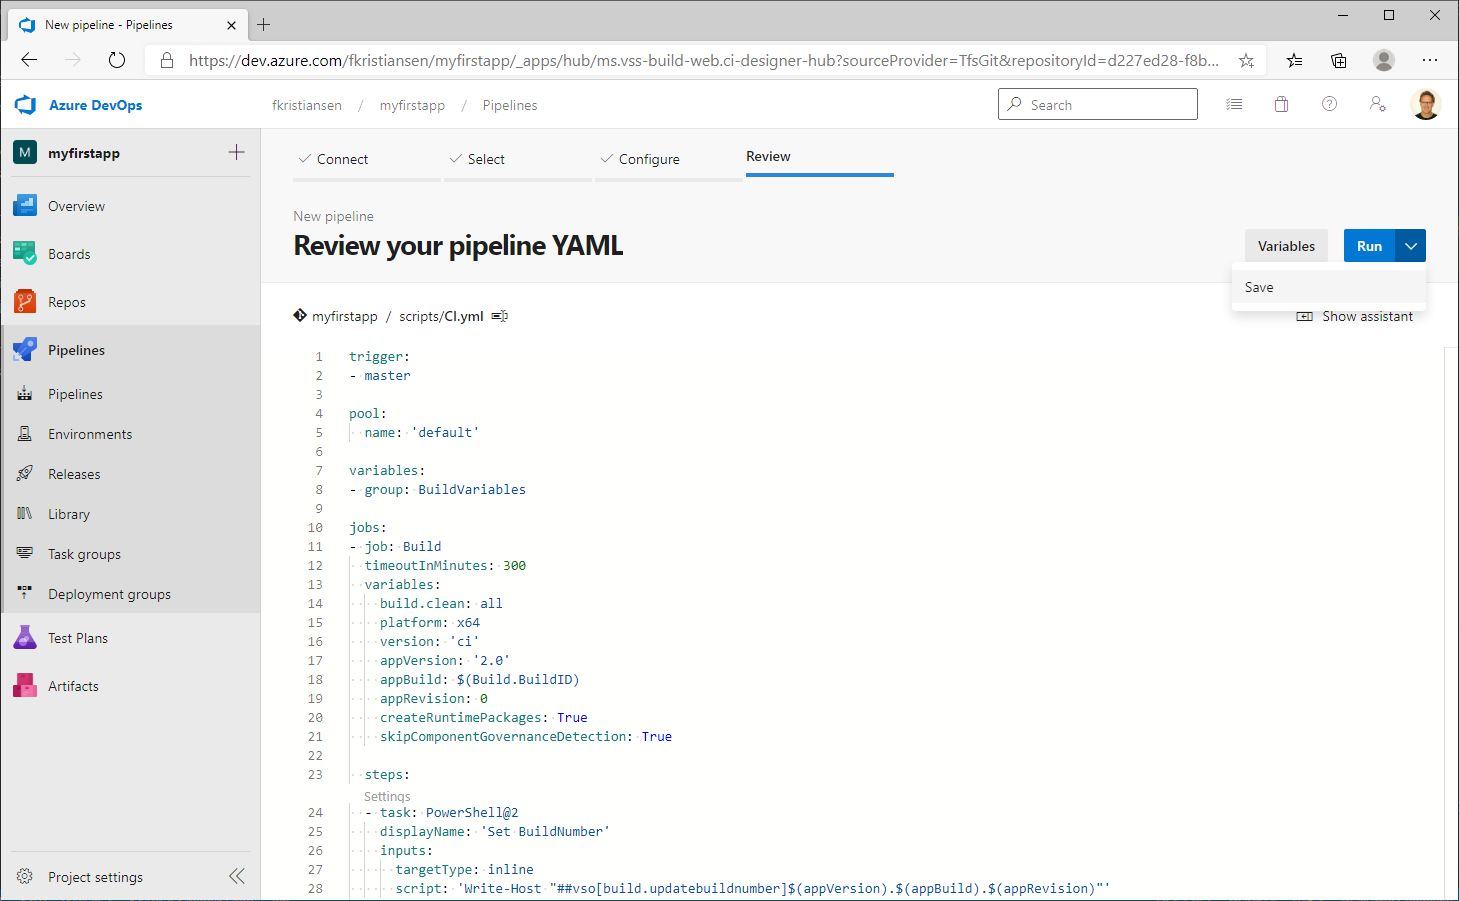 New pipeline - Pipelines
https://dev.azure.com/fkristiansen/myfirstapp/_apps/hub/ms.vss-build-web.ci-designer-hub?sourceProvider=TfsGit&repositoryId=d227ed28-f8b...
Azure DevOps
fkristiansen / myfirstapp / Pipelines
Search
M myfirstapp
Overview
Boards
Repos
Pipelines
Pipelines
Environments
Releases
Library
Task groups
Deployment groups
Test Plans
Artifacts
Project settings
Connect
Select
Configure
Review
New pipeline
Review your pipeline YAML
Variables
Run
Save
myfirstapp / scripts/CI.yml
Show assistant
1 trigger:
2 - master
3
4 pool:
5 name: 'default'
6
7 variables:
8 - group: BuildVariables
9
10 jobs:
11 - job: Build
12 timeoutInMinutes: 300
13 variables:
14 build.clean: all
15 platform: x64
16 version: 'ci'
17 appVersion: '2.0'
18 appBuild: $(Build.BuildID)
19 appRevision: 0
20 createRuntimePackages: True
21 skipComponentGovernanceDetection: True
22
23 steps:
Settings
24 - task: PowerShell@2
25 displayName: 'Set BuildNumber'
26 inputs:
27 targetType: inline
28 script: 'Write-Host "##vso[build.updatebuildnumber]$(appVersion).$(appBuild).$(appRevision)"'